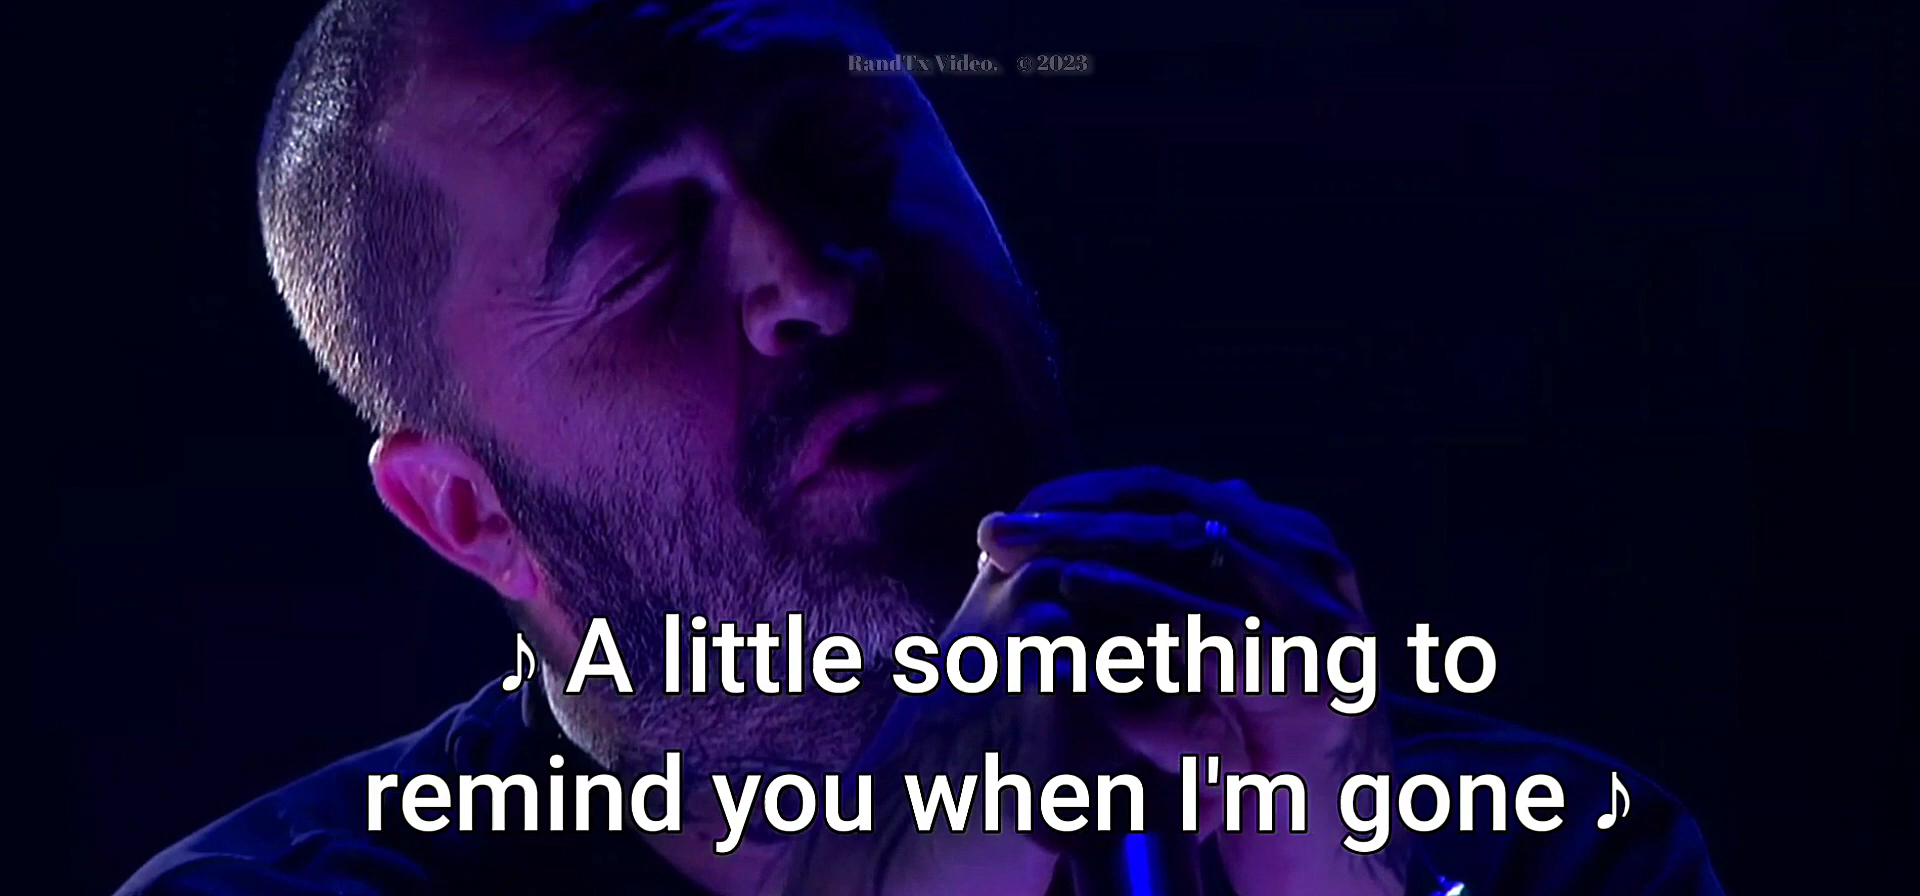 RandTx Video. © 2023
♪ A little something to
remind you when I'm gone ♪